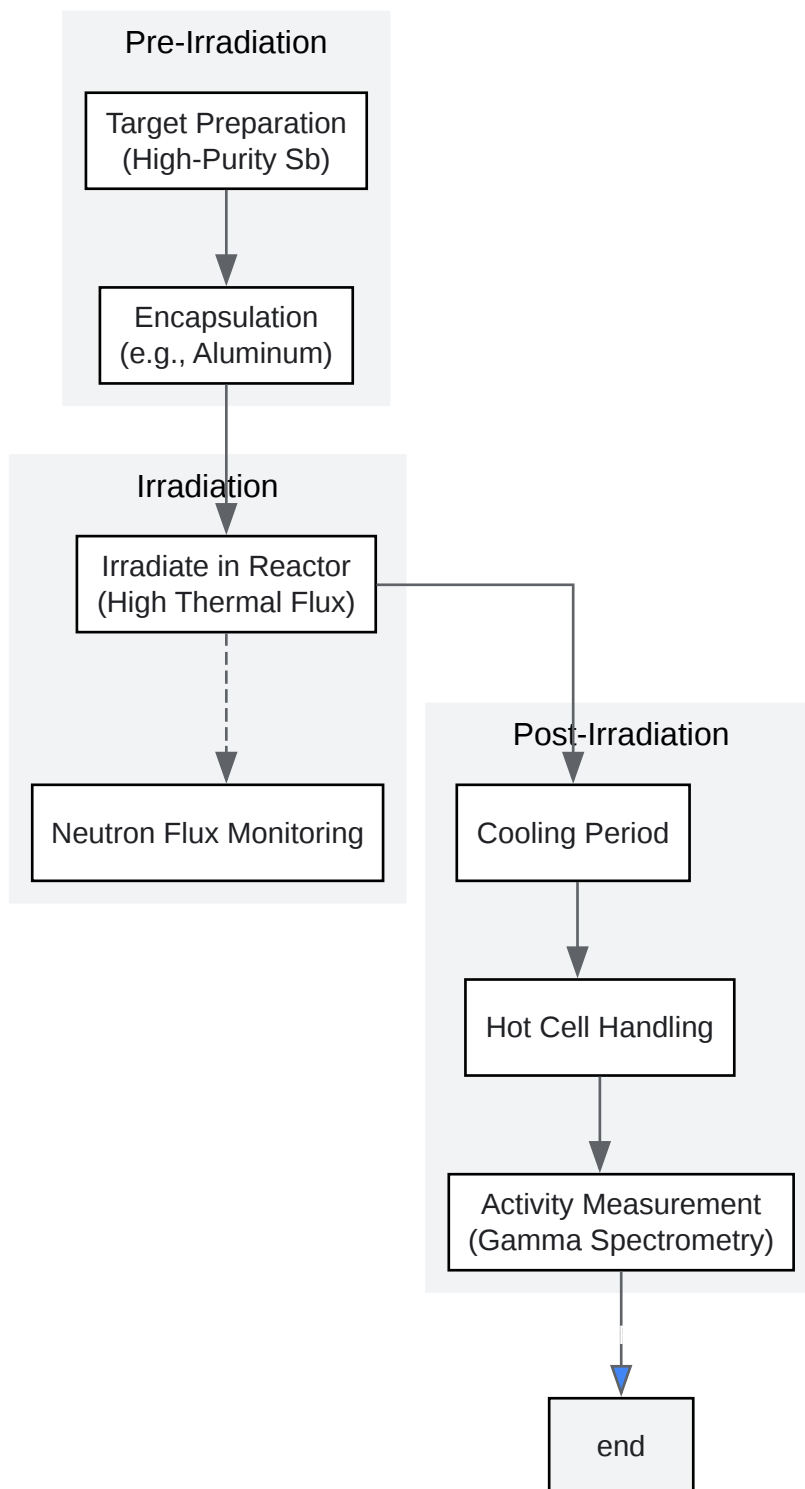 Pre-Irradiation
Target Preparation
(High-Purity Sb)
Encapsulation
(e.g., Aluminum)
Irradiation
Irradiate in Reactor
(High Thermal Flux)
Neutron Flux Monitoring
Post-Irradiation
Cooling Period
Hot Cell Handling
Activity Measurement
(Gamma Spectrometry)
end